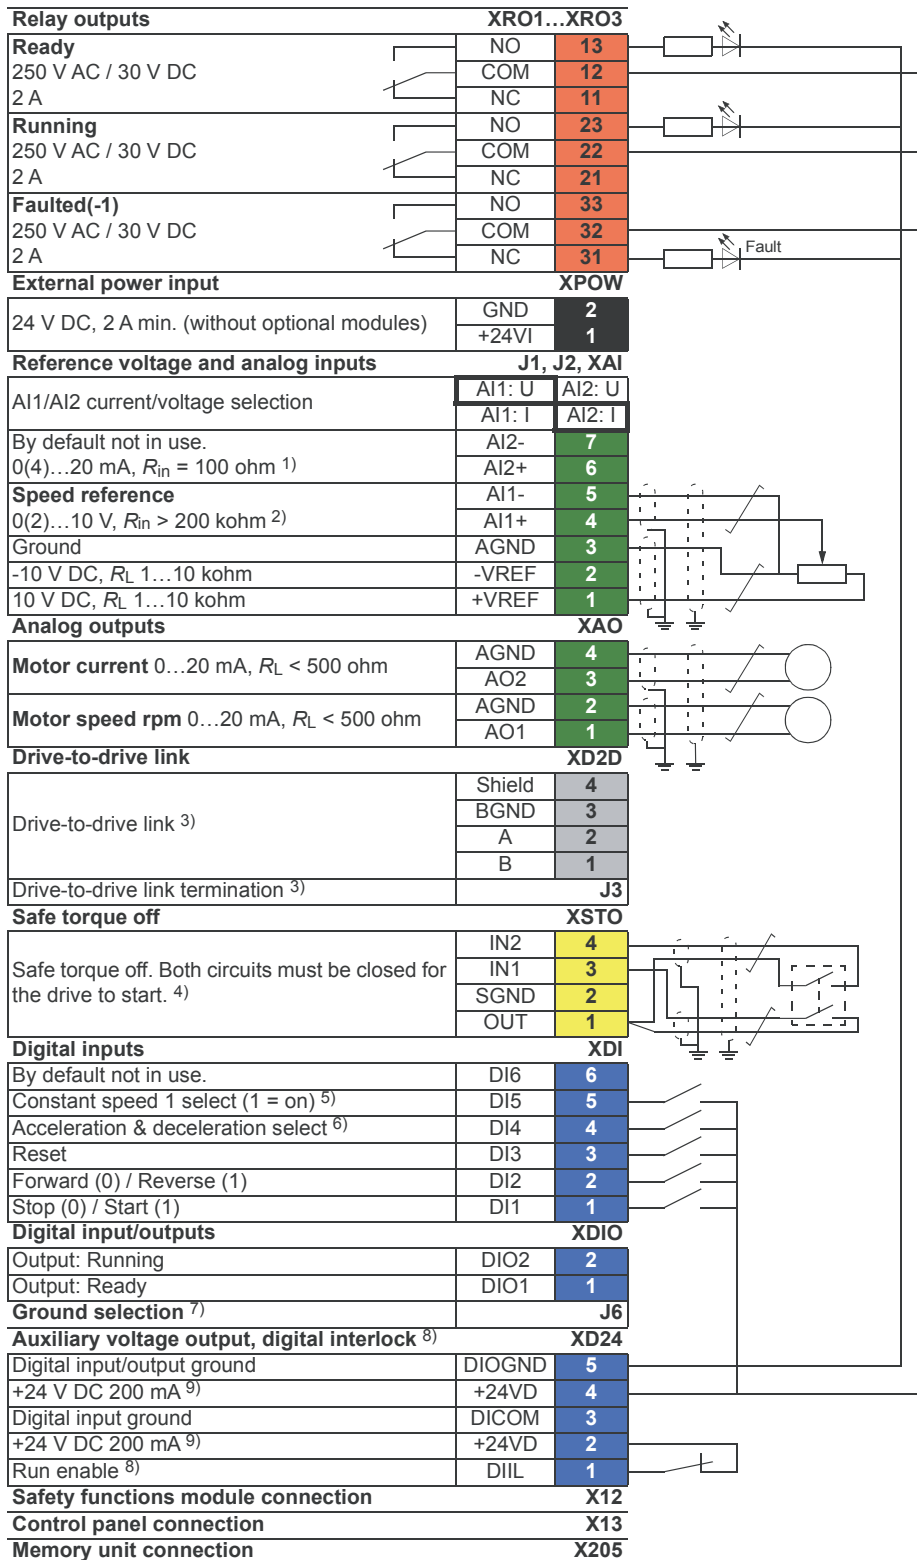 Relay outputs XRO1…XRO3
Ready NO 13
250 V AC / 30 V DC COM 12
2 A NC 11
Running NO 23
250 V AC / 30 V DC COM 22
2 A NC 21
Faulted(-1) NO 33
250 V AC / 30 V DC COM 32
2 A NC 31 Fault
External power input XPOW
24 V DC, 2 A min. (without optional modules) GND 2
+24VI 1
Reference voltage and analog inputs J1, J2, XAI
AI1/AI2 current/voltage selection AI1: U AI2: U
AI1: I AI2: I
By default not in use. AI2- 7
0(4)…20 mA, Rin = 100 ohm 1) AI2+ 6
Speed reference AI1- 5
0(2)…10 V, Rin > 200 kohm 2) AI1+ 4
Ground AGND 3
-10 V DC, RL 1…10 kohm -VREF 2
10 V DC, RL 1…10 kohm +VREF 1
Analog outputs XAO
Motor current 0…20 mA, RL < 500 ohm AGND 4
AO2 3
Motor speed rpm 0…20 mA, RL < 500 ohm AGND 2
AO1 1
Drive-to-drive link XD2D
Drive-to-drive link 3) Shield 4
BGND 3
A 2
B 1
Drive-to-drive link termination 3) J3
Safe torque off XSTO
Safe torque off. Both circuits must be closed for the drive to start. 4) IN2 4
IN1 3
SGND 2
OUT 1
Digital inputs XDI
By default not in use. DI6 6
Constant speed 1 select (1 = on) 5) DI5 5
Acceleration & deceleration select 6) DI4 4
Reset DI3 3
Forward (0) / Reverse (1) DI2 2
Stop (0) / Start (1) DI1 1
Digital input/outputs XDIO
Output: Running DIO2 2
Output: Ready DIO1 1
Ground selection 7) J6
Auxiliary voltage output, digital interlock 8) XD24
Digital input/output ground DIOGND 5
+24 V DC 200 mA 9) +24VD 4
Digital input ground DICOM 3
+24 V DC 200 mA 9) +24VD 2
Run enable 8) DIIL 1
Safety functions module connection X12
Control panel connection X13
Memory unit connection X205